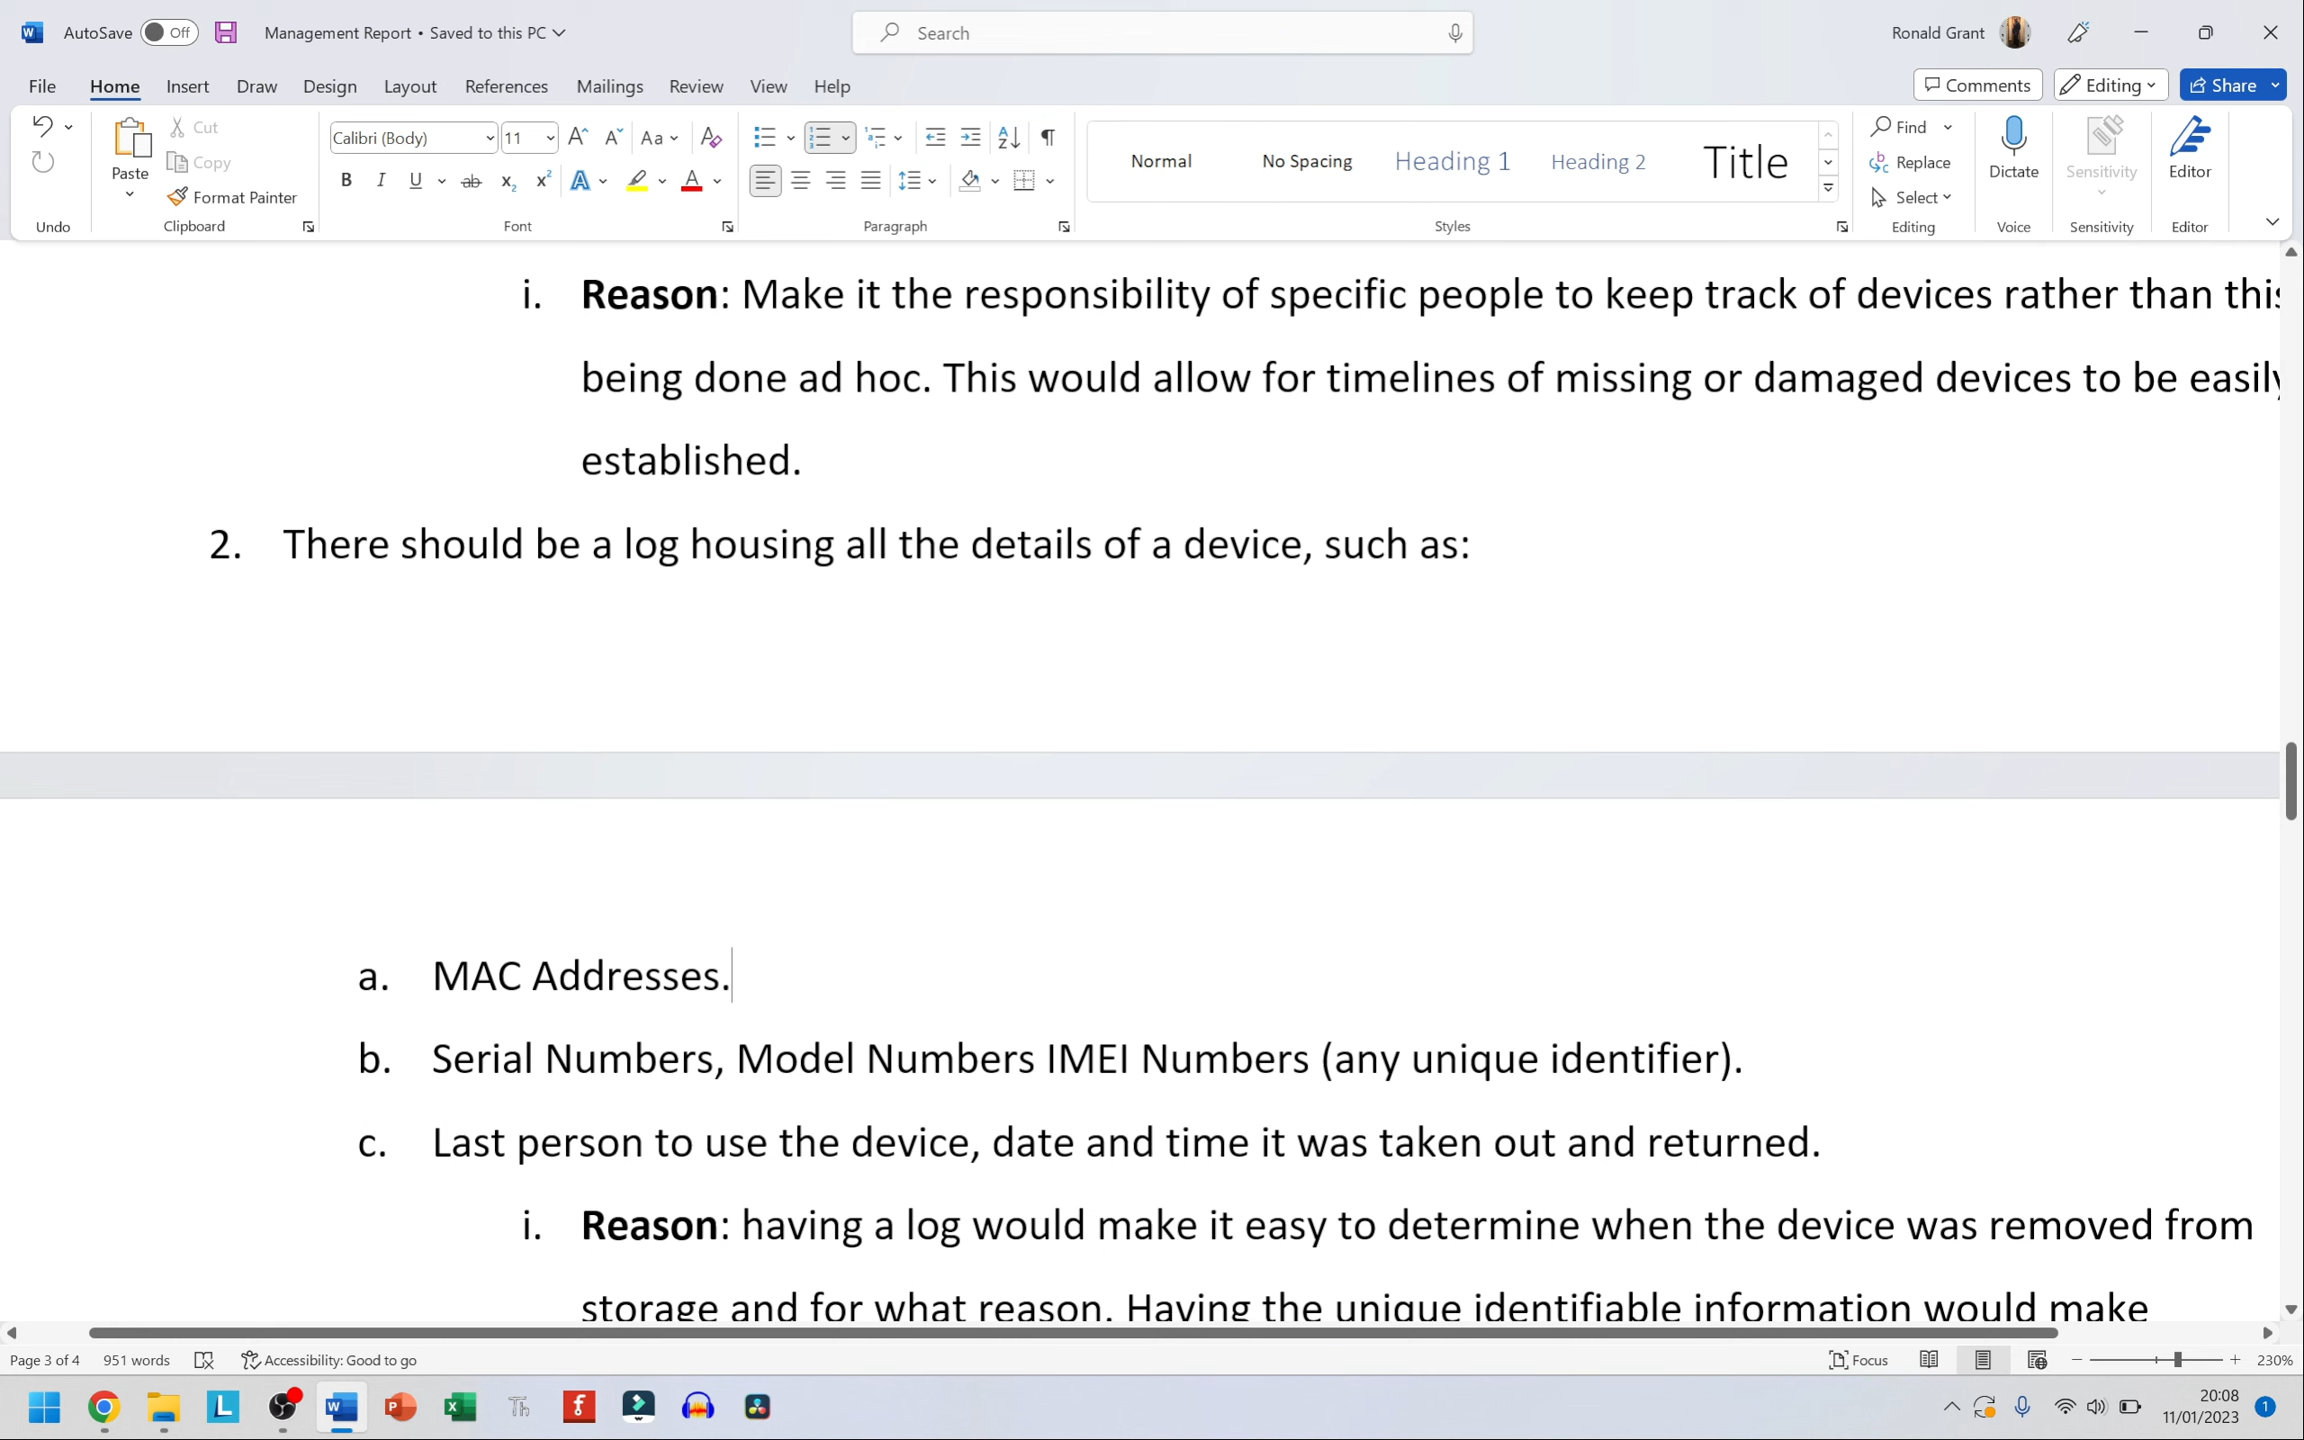 AutoSave Off Management Report • Saved to this PC Search Ronald Grant
File Home Insert Draw Design Layout References Mailings Review View Help Comments Editing Share
Cut
Copy
Paste
Format Painter
Undo Clipboard
Calibri (Body) 11 Aa
B I U ab x2 x2 A A
Font
Paragraph
Normal No Spacing Heading 1 Heading 2 Title
Styles
Find
Replace
Select
Editing
Dictate
Voice
Sensitivity
Sensitivity
Editor
Editor
i. Reason: Make it the responsibility of specific people to keep track of devices rather than this
being done ad hoc. This would allow for timelines of missing or damaged devices to be easily
established.
2. There should be a log housing all the details of a device, such as:
a. MAC Addresses.
b. Serial Numbers, Model Numbers IMEI Numbers (any unique identifier).
c. Last person to use the device, date and time it was taken out and returned.
i. Reason: having a log would make it easy to determine when the device was removed from
storage and for what reason. Having the unique identifiable information would make
Page 3 of 4 951 words Accessibility: Good to go Focus 230%
20:08
11/01/2023 1